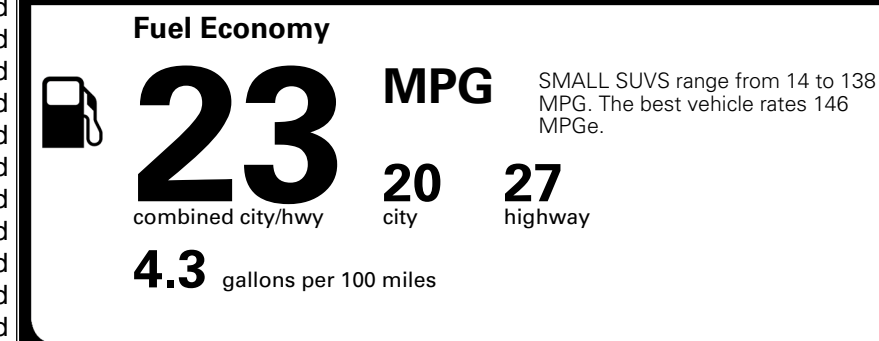 d
d
d
d
d
d
d
d
d
d
d
Fuel Economy
23
combined city/hwy
MPG
20
city
27
highway
SMALL SUVS range from 14 to 138
MPG. The best vehicle rates 146
MPGe.
4.3 gallons per 100 miles